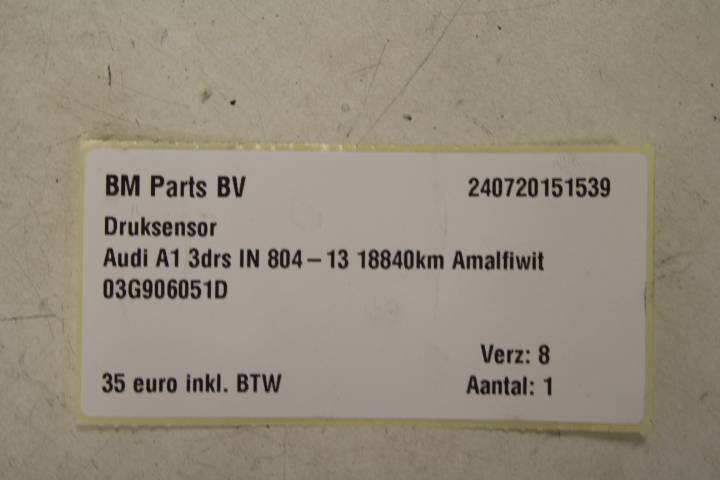 BM Parts BV 240720151539
Druksensor
Audi A1 3drs IN 804-13 18840km Amalfiwit
03G906051D
Verz: 8
35 euro inkl. BTW Aantal: 1